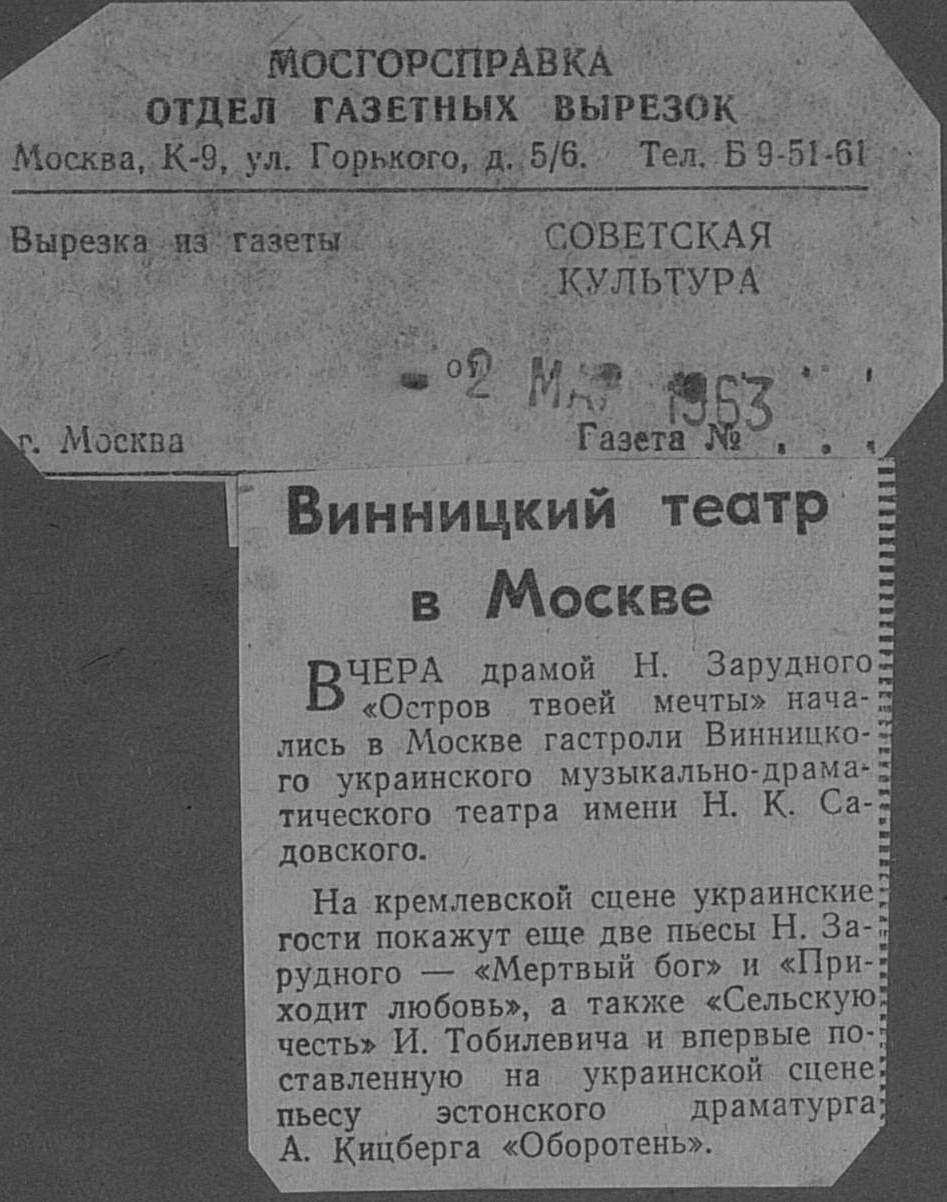 МОСГОРСПРАВКА
ОТДЕЛ ГАЗЕТНЫХ ВЫРЕЗОК
Москва, К-9, ул. Горького, д. 5/6. Тел. Б 9-51-61
Вырезка из газеты
СОВЕТСКАЯ
КУЛЬТУРА
от
- 2 1963
г. Москва
Газета № . . .
Винницкий театр
в Москве
ВЧЕРА драмой Н. Зарудного
«Остров твоей мечты» нача-
лись в Москве гастроли Винницко-
го украинского музыкально-драма-
тического театра имени Н. К. Са-
довского.
На кремлевской сцене украинские
гости покажут еще две пьесы Н. За-
рудного — «Мертвый бог» и «При-
ходит любовь», а также «Сельскую
честь» И. Тобилевича и впервые по-
ставленную на украинской сцене
пьесу эстонского драматурга
А. Кицберга «Оборотень».